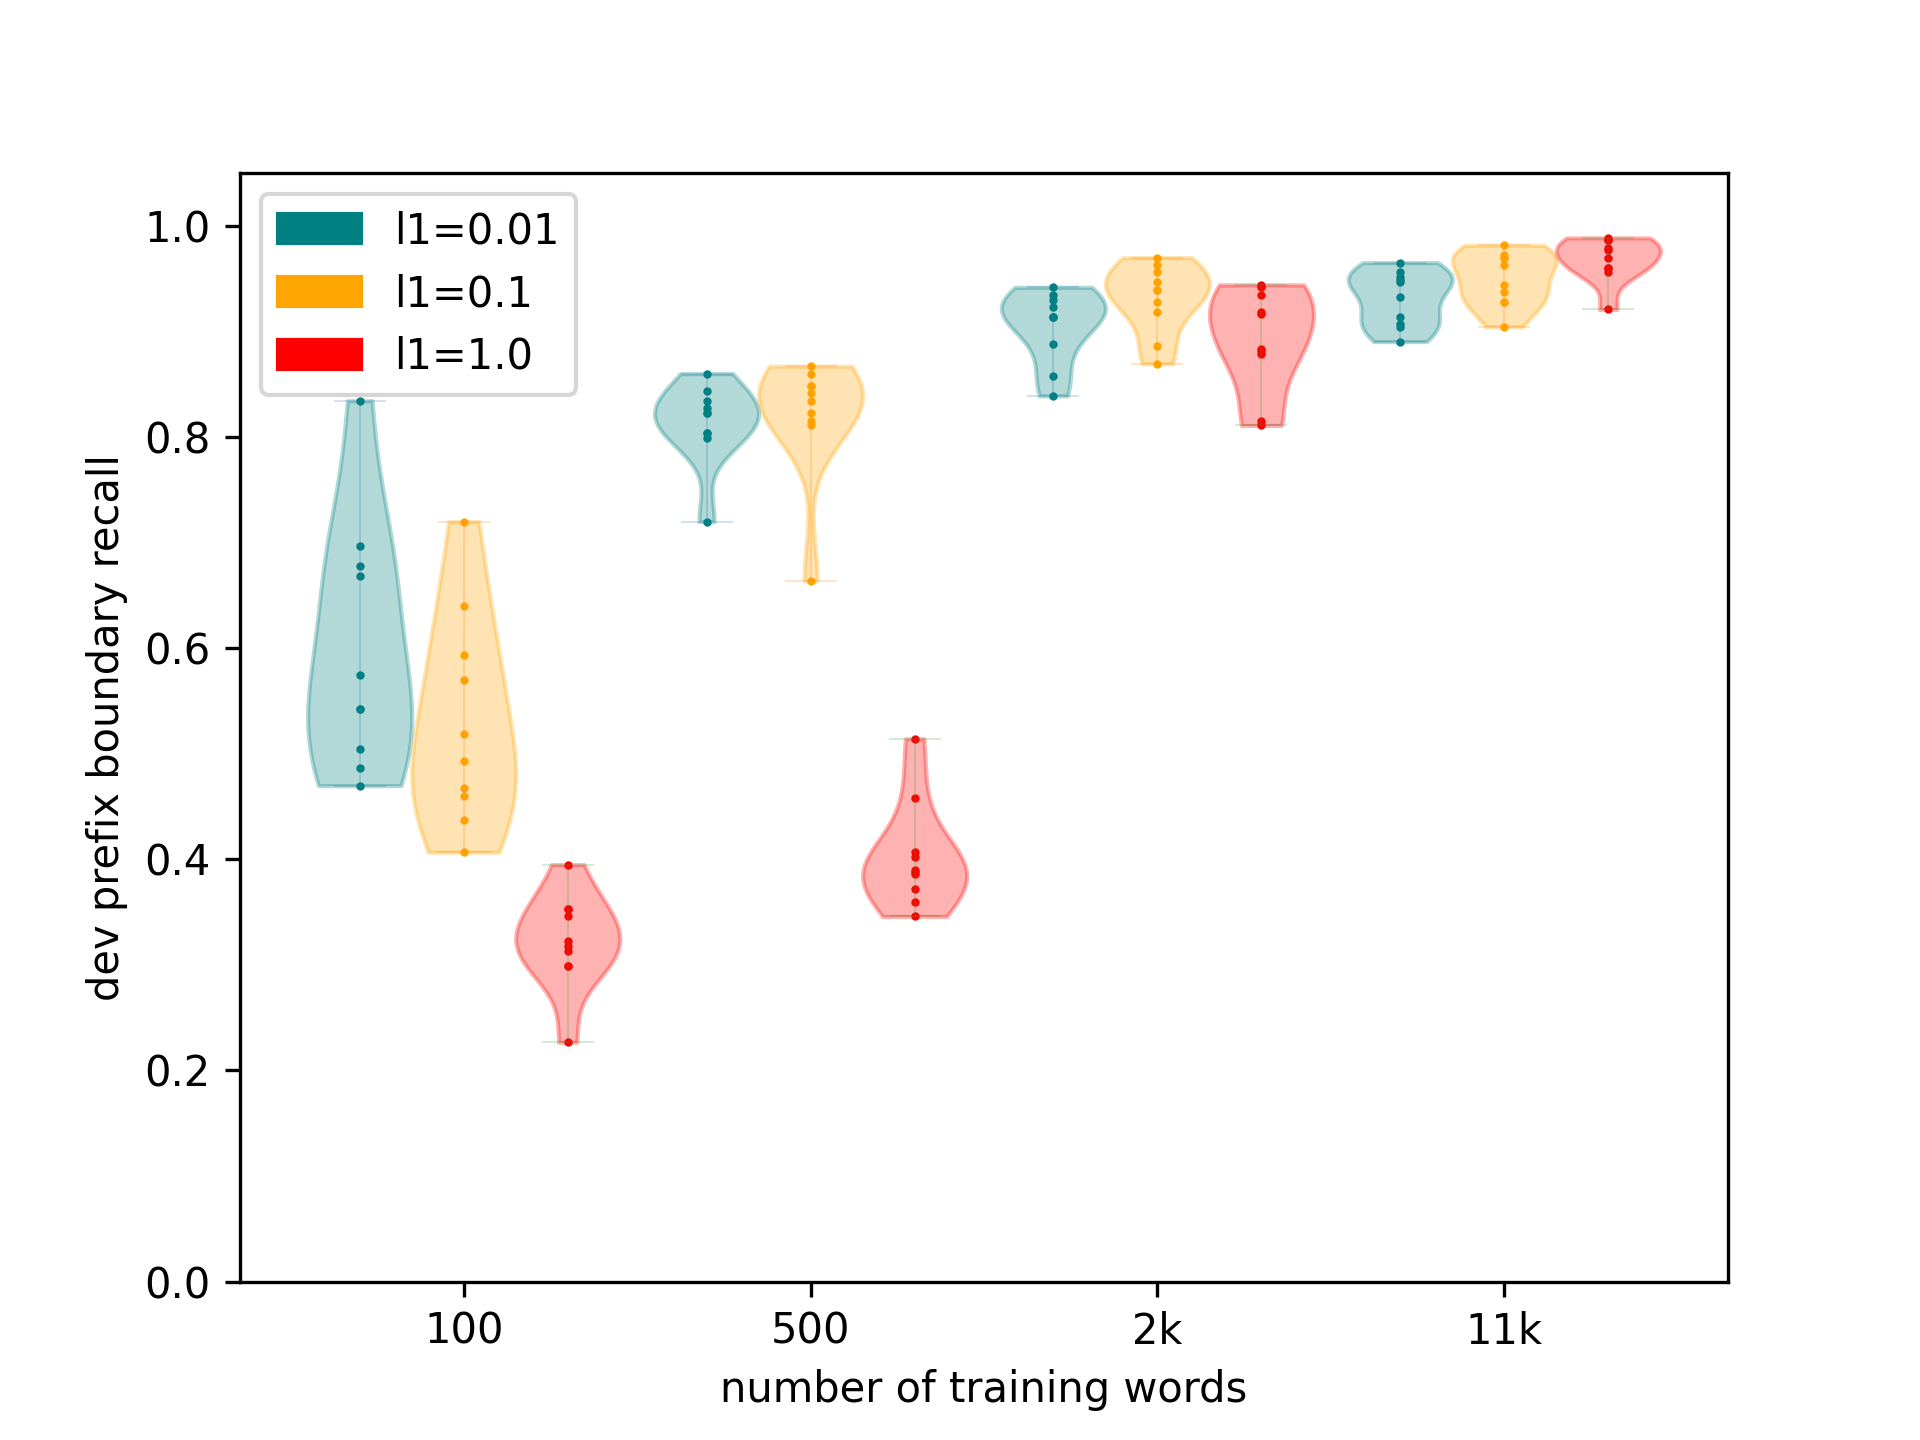 l1=0.01
l1=0.1
l1=1.0
1.0
0.8
0.6
0.4
0.2
0.0
dev prefix boundary recall
100 500 2k 11k
number of training words